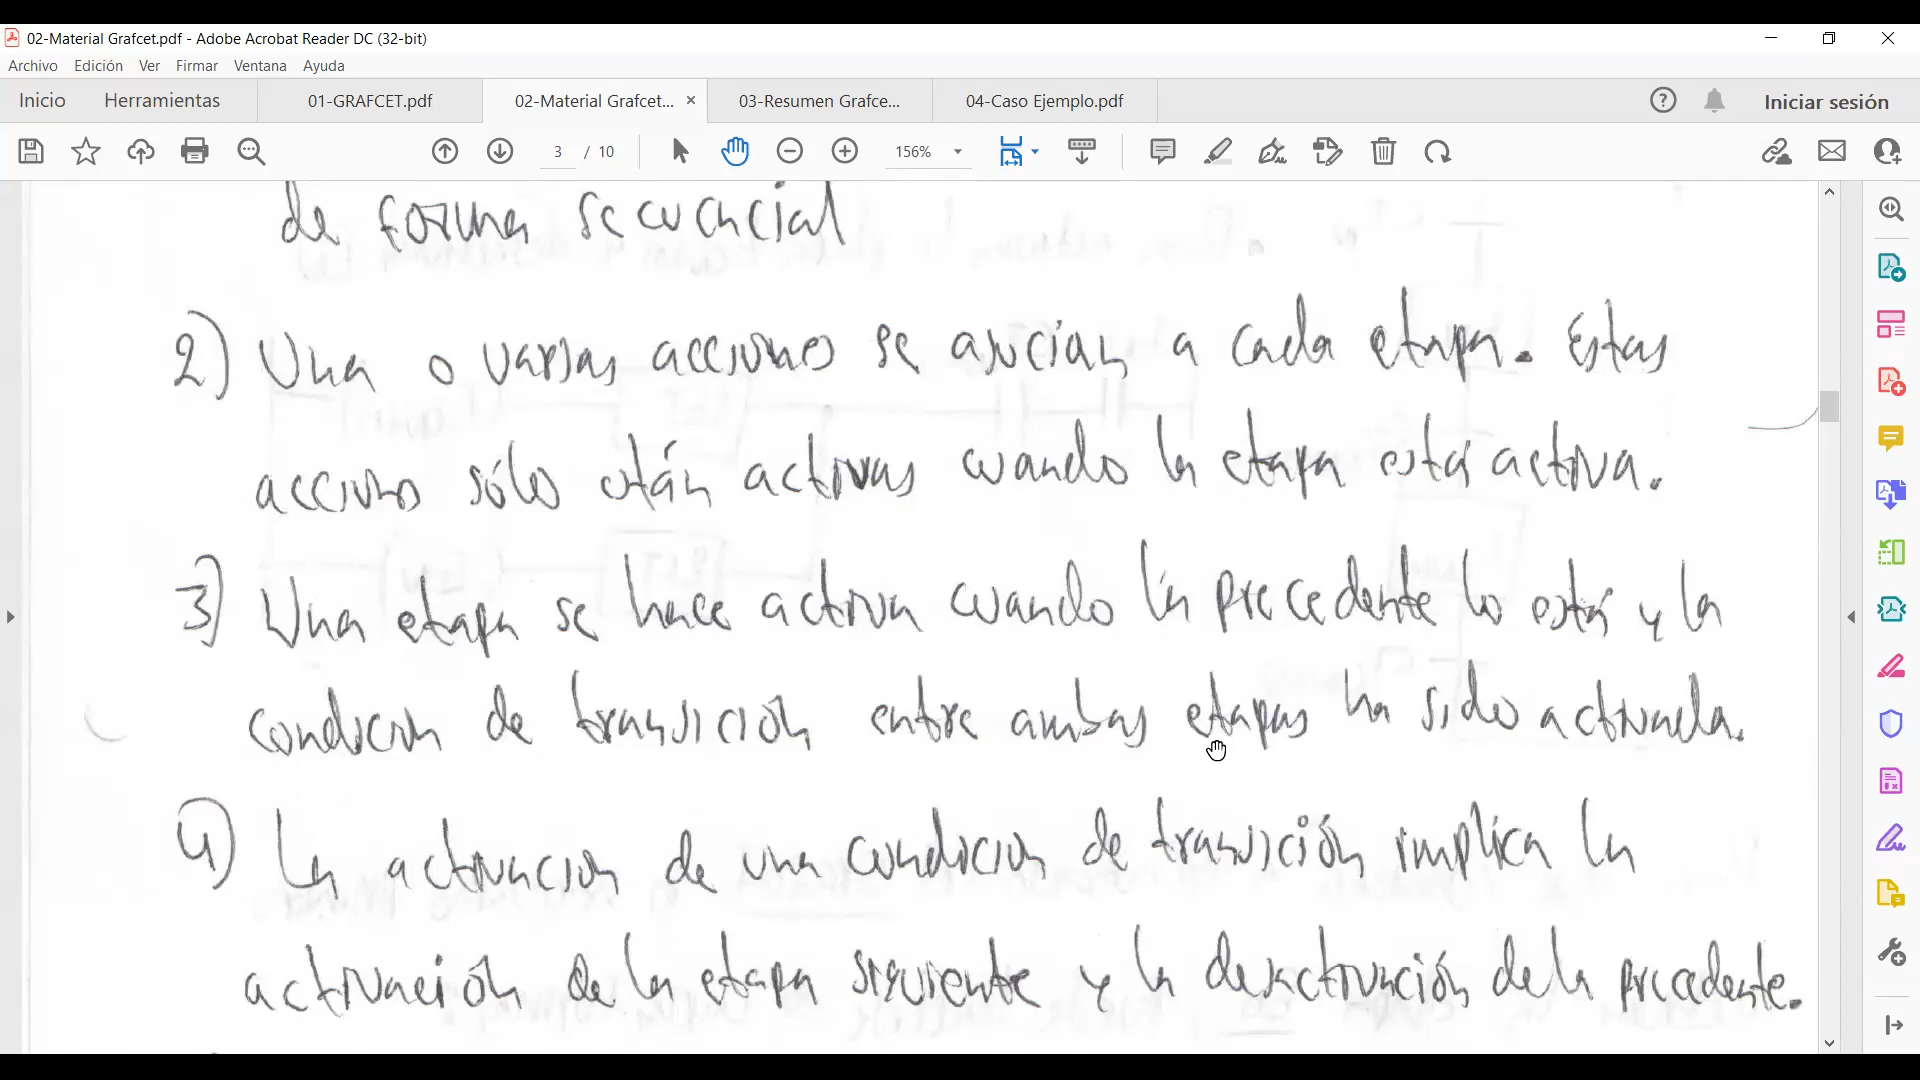 02-Material Grafcet.pdf - Adobe Acrobat Reader DC (32-bit)
Archivo Edición Ver Firmar Ventana Ayuda
Inicio Herramientas 01-GRAFCET.pdf 02-Material Grafcet... × 03-Resumen Grafce... 04-Caso Ejemplo.pdf ? Iniciar sesión
3 / 10 156%
de forma secuencial
2) Una o varias acciones se asocian a cada etapa. Estas
acciones sólo están activas cuando la etapa está activa.
3) Una etapa se hace activa cuando la precedente lo está y la
condición de transición entre ambas etapas ha sido activada.
4) La activacion de una condicion de transición implica la
activación de la etapa siguiente y la desactivación de la precedente.